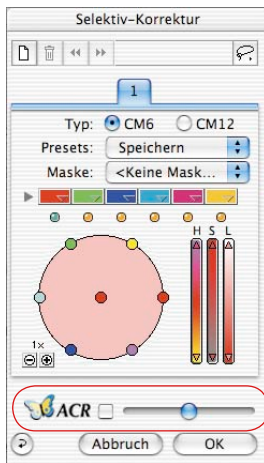 Selektiv-Korrektur
1
Typ: CM6 CM12
Presets: Speichern
Maske: <Keine Mask...
H S L
1x
ACR
Abbruch OK